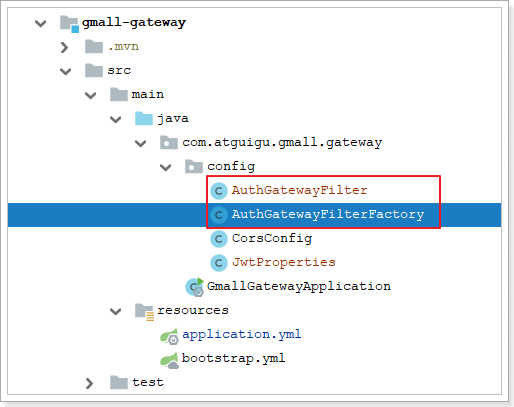 gmall-gateway
.mvn
src
main
java
com.atguigu.gmall.gateway
config
AuthGatewayFilter
AuthGatewayFilterFactory
CorsConfig
JwtProperties
GmallGatewayApplication
resources
application.yml
bootstrap.yml
test